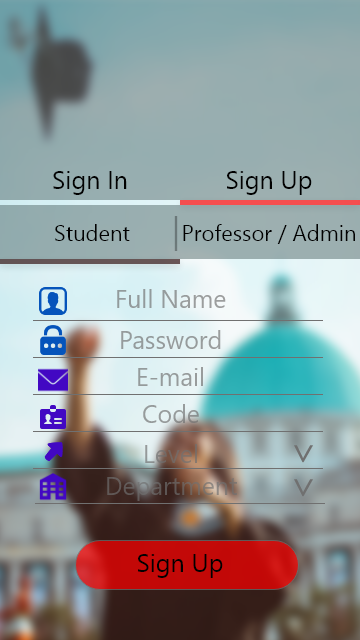 Sign In
Sign Up
Student
Professor / Admin
Full Name
Password
E-mail
Code
Level
Department
Sign Up